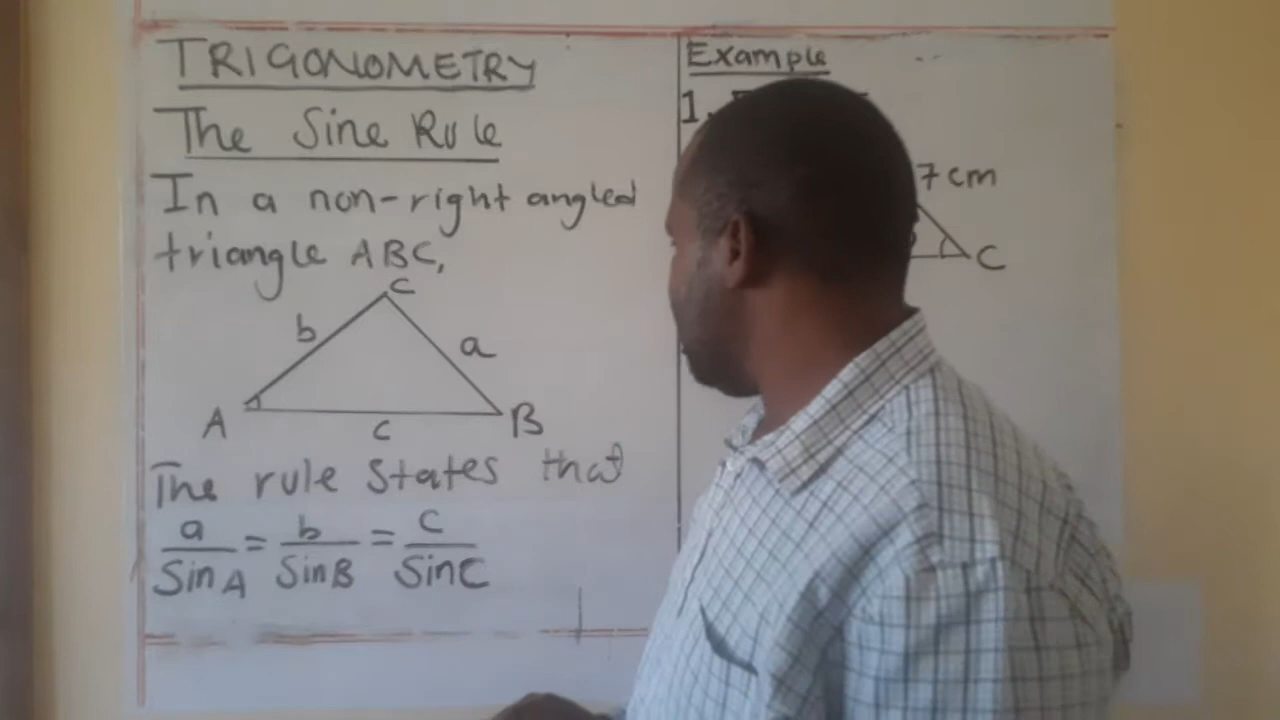 TRIGONOMETRY
The Sine Rule
In a non-right angled
triangle ABC,
C
b
a
A
c
B
The rule States that
a/SinA = b/SinB = c/SinC
Example
1.
7cm
C